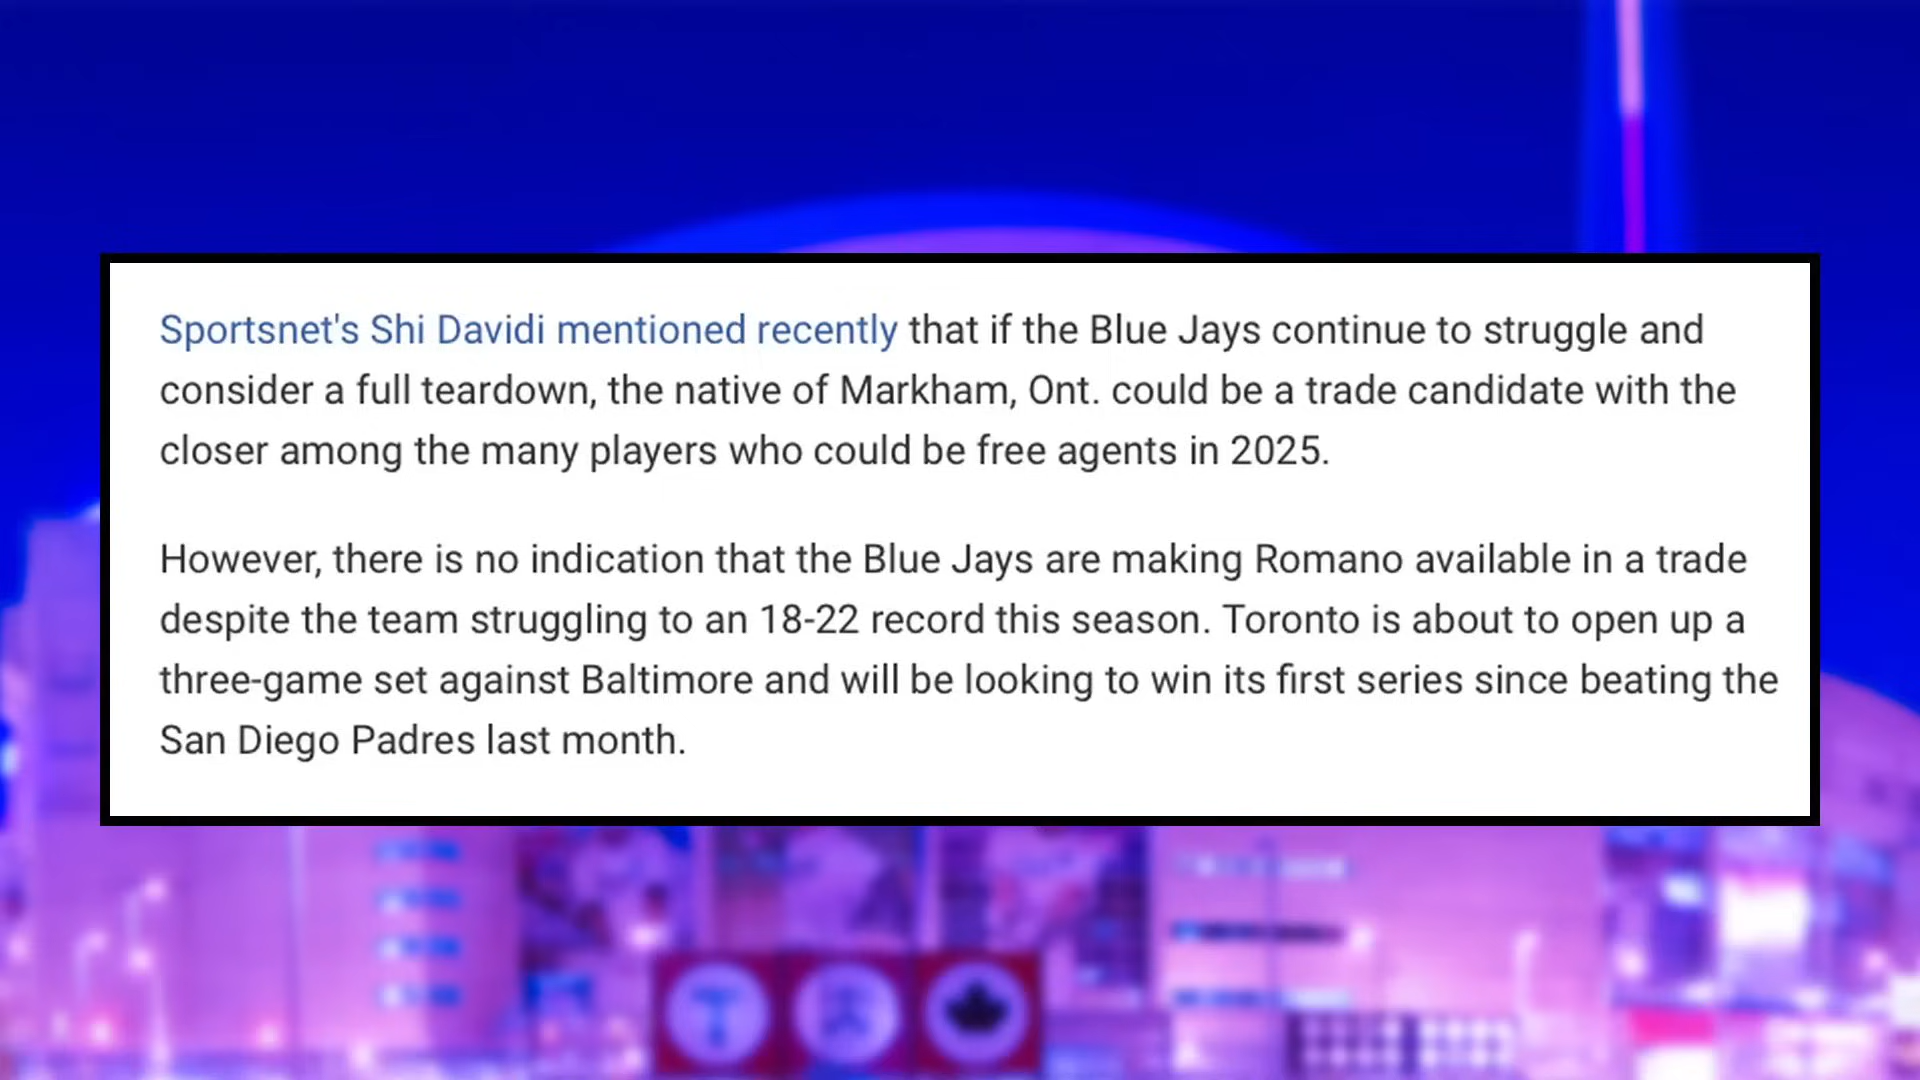 Sportsnet's Shi Davidi mentioned recently that if the Blue Jays continue to struggle and
consider a full teardown, the native of Markham, Ont. could be a trade candidate with the
closer among the many players who could be free agents in 2025.
However, there is no indication that the Blue Jays are making Romano available in a trade
despite the team struggling to an 18-22 record this season. Toronto is about to open up a
three-game set against Baltimore and will be looking to win its first series since beating the
San Diego Padres last month.